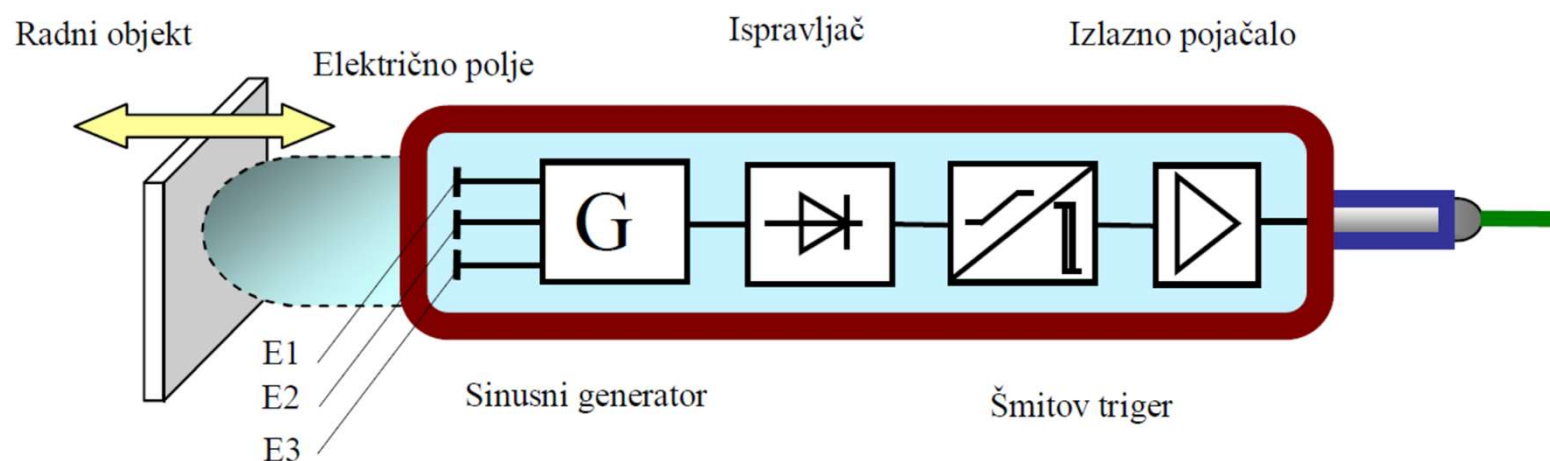 Radni objekt
Električno polje
Ispravljač
Izlazno pojačalo
G
E1
E2
E3
Sinusni generator
Šmitov triger